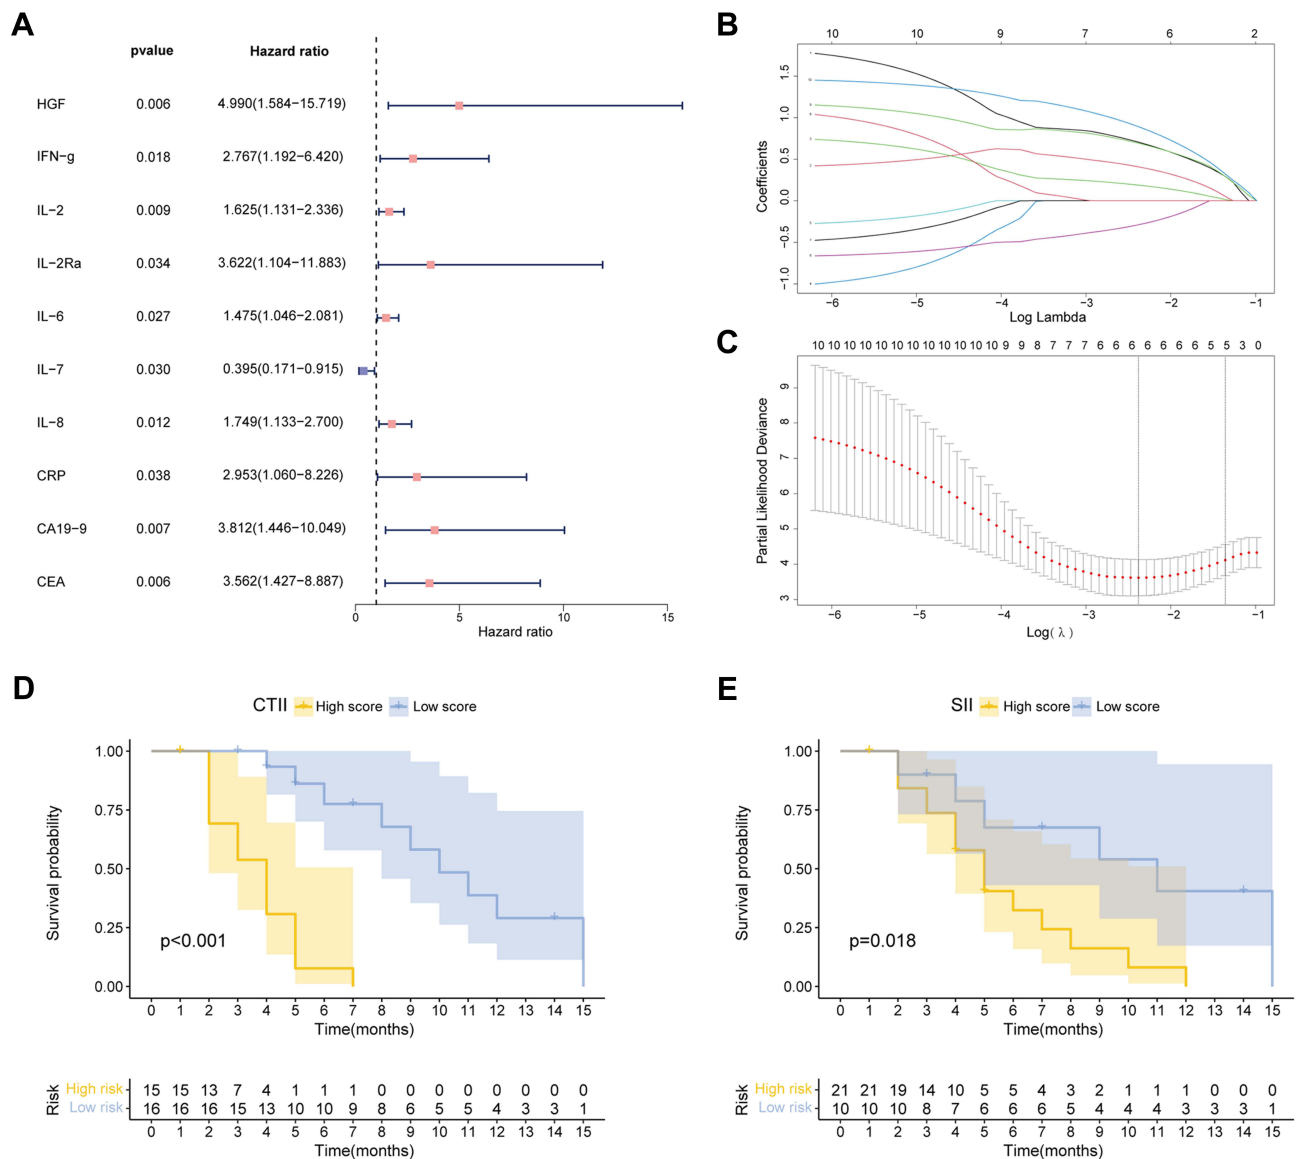 A
pvalue Hazard ratio
HGF 0.006 4.990(1.584−15.719)
IFN−g 0.018 2.767(1.192−6.420)
IL−2 0.009 1.625(1.131−2.336)
IL−2Ra 0.034 3.622(1.104−11.883)
IL−6 0.027 1.475(1.046−2.081)
IL−7 0.030 0.395(0.171−0.915)
IL−8 0.012 1.749(1.133−2.700)
CRP 0.038 2.953(1.060−8.226)
CA19−9 0.007 3.812(1.446−10.049)
CEA 0.006 3.562(1.427−8.887)
0 5 10 15
Hazard ratio
B
10 10 9 7 6 2
Coefficients
1.5
1.0
0.5
0.0
−0.5
−1.0
−6 −5 −4 −3 −2 −1
Log Lambda
C
10 10 10 10 10 10 10 10 10 10 10 10 9 9 8 7 7 7 6 6 6 6 6 6 6 5 5 3 0
Partial Likelihood Deviance
9
8
7
6
5
4
3
−6 −5 −4 −3 −2 −1
Log( λ )
D
CTII High score Low score
Survival probability
1.00
0.75
0.50
0.25
0.00
p<0.001
0 1 2 3 4 5 6 7 8 9 10 11 12 13 14 15
Time(months)
Risk
High risk 15 15 13 7 4 1 1 1 0 0 0 0 0 0 0 0
Low risk 16 16 16 15 13 10 10 9 8 6 5 5 4 3 3 1
0 1 2 3 4 5 6 7 8 9 10 11 12 13 14 15
Time(months)
E
SII High score Low score
Survival probability
1.00
0.75
0.50
0.25
0.00
p=0.018
0 1 2 3 4 5 6 7 8 9 10 11 12 13 14 15
Time(months)
Risk
High risk 21 21 19 14 10 5 5 4 3 2 1 1 1 0 0 0
Low risk 10 10 10 8 7 6 6 5 4 4 4 4 3 3 3 1
0 1 2 3 4 5 6 7 8 9 10 11 12 13 14 15
Time(months)